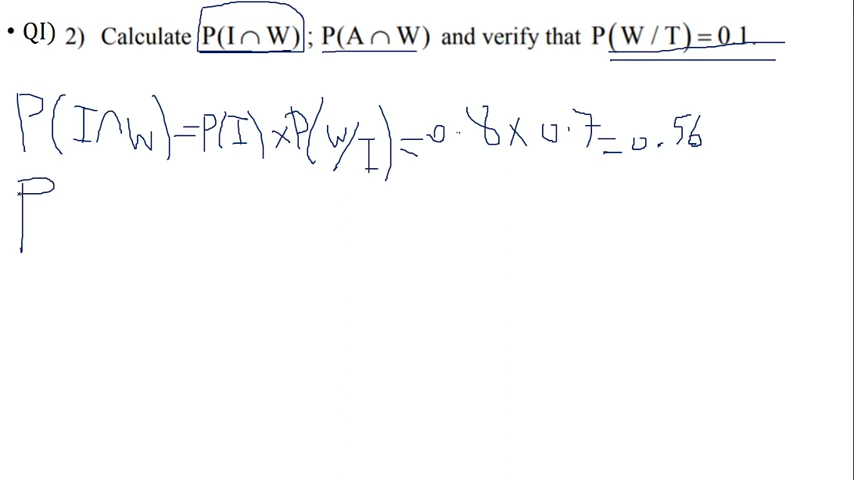 • QI) 2) Calculate P(I ∩ W) ; P(A ∩ W) and verify that P(W / T) = 0.1.
P(I∩W)=P(I)×P(W/I)=0.8×0.7=0.56
P